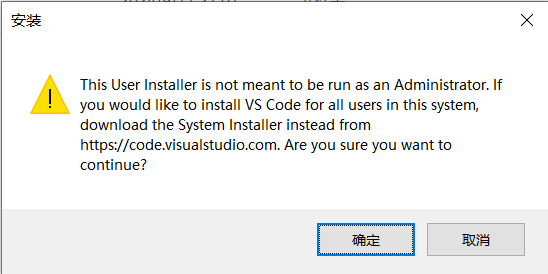 安装
This User Installer is not meant to be run as an Administrator. If
you would like to install VS Code for all users in this system,
download the System Installer instead from
https://code.visualstudio.com. Are you sure you want to
continue?
确定
取消